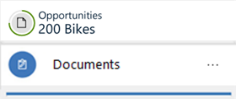 Opportunities
200 Bikes
Documents
...